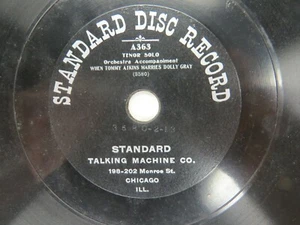 STANDARD DISC RECORD
A363
TENOR SOLO
Orchestra Accompaniment
WHEN TOMMY ATKINS MARRIES DOLLY GRAY
(3580)
STANDARD
TALKING MACHINE CO.
198-202 Monroe St.
CHICAGO
ILL.